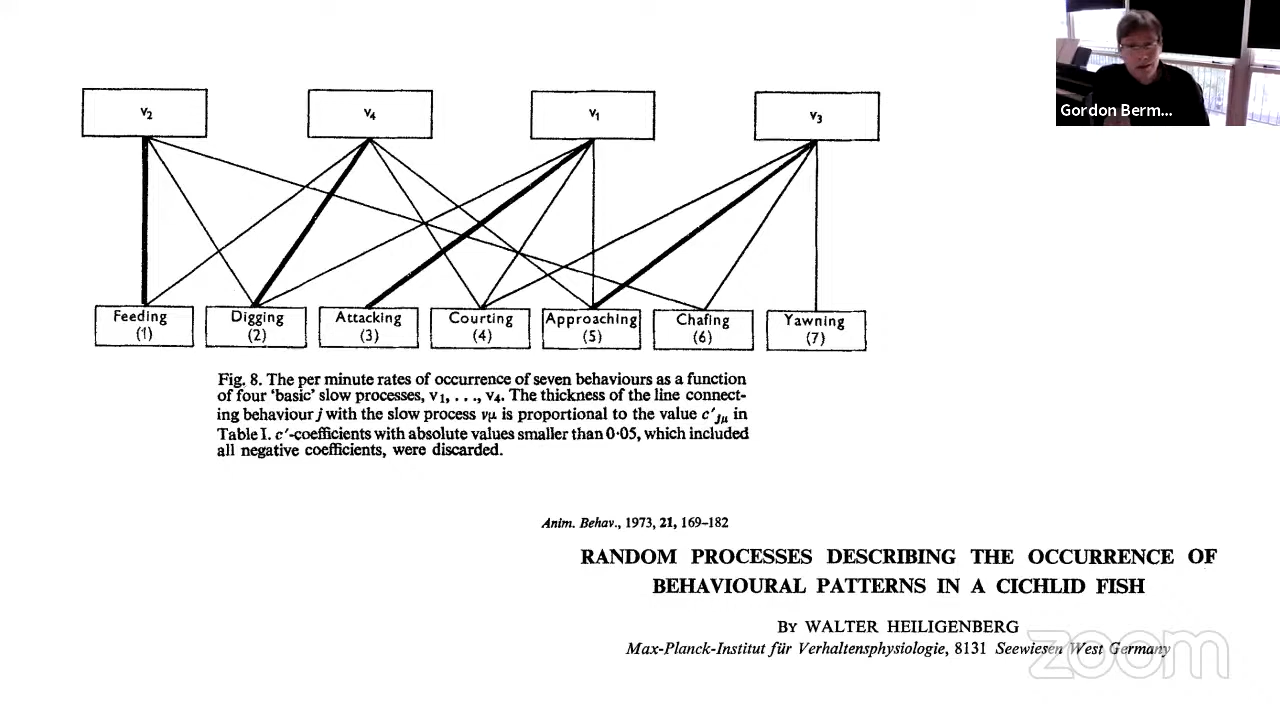 Gordon Berm...
v2
v4
v1
v3
Feeding
(1)
Digging
(2)
Attacking
(3)
Courting
(4)
Approaching
(5)
Chafing
(6)
Yawning
(7)
Fig. 8. The per minute rates of occurrence of seven behaviours as a function
of four 'basic' slow processes, v1, . . ., v4. The thickness of the line connect-
ing behaviour j with the slow process vμ is proportional to the value c'jμ in
Table I. c'-coefficients with absolute values smaller than 0·05, which included
all negative coefficients, were discarded.
Anim. Behav., 1973, 21, 169–182
RANDOM PROCESSES DESCRIBING THE OCCURRENCE OF
BEHAVIOURAL PATTERNS IN A CICHLID FISH
By WALTER HEILIGENBERG
Max-Planck-Institut für Verhaltensphysiologie, 8131 Seewiesen West Germany
zoom